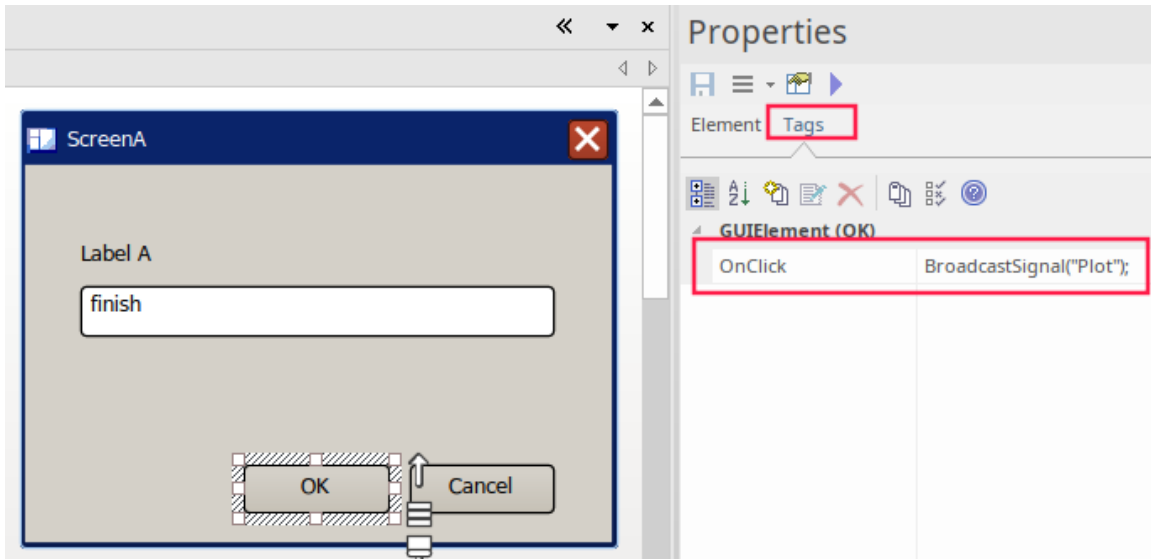 Properties
Element Tags
ScreenA
GUIElement (OK)
Label A
OnClick BroadcastSignal("Plot");
finish
OK Cancel